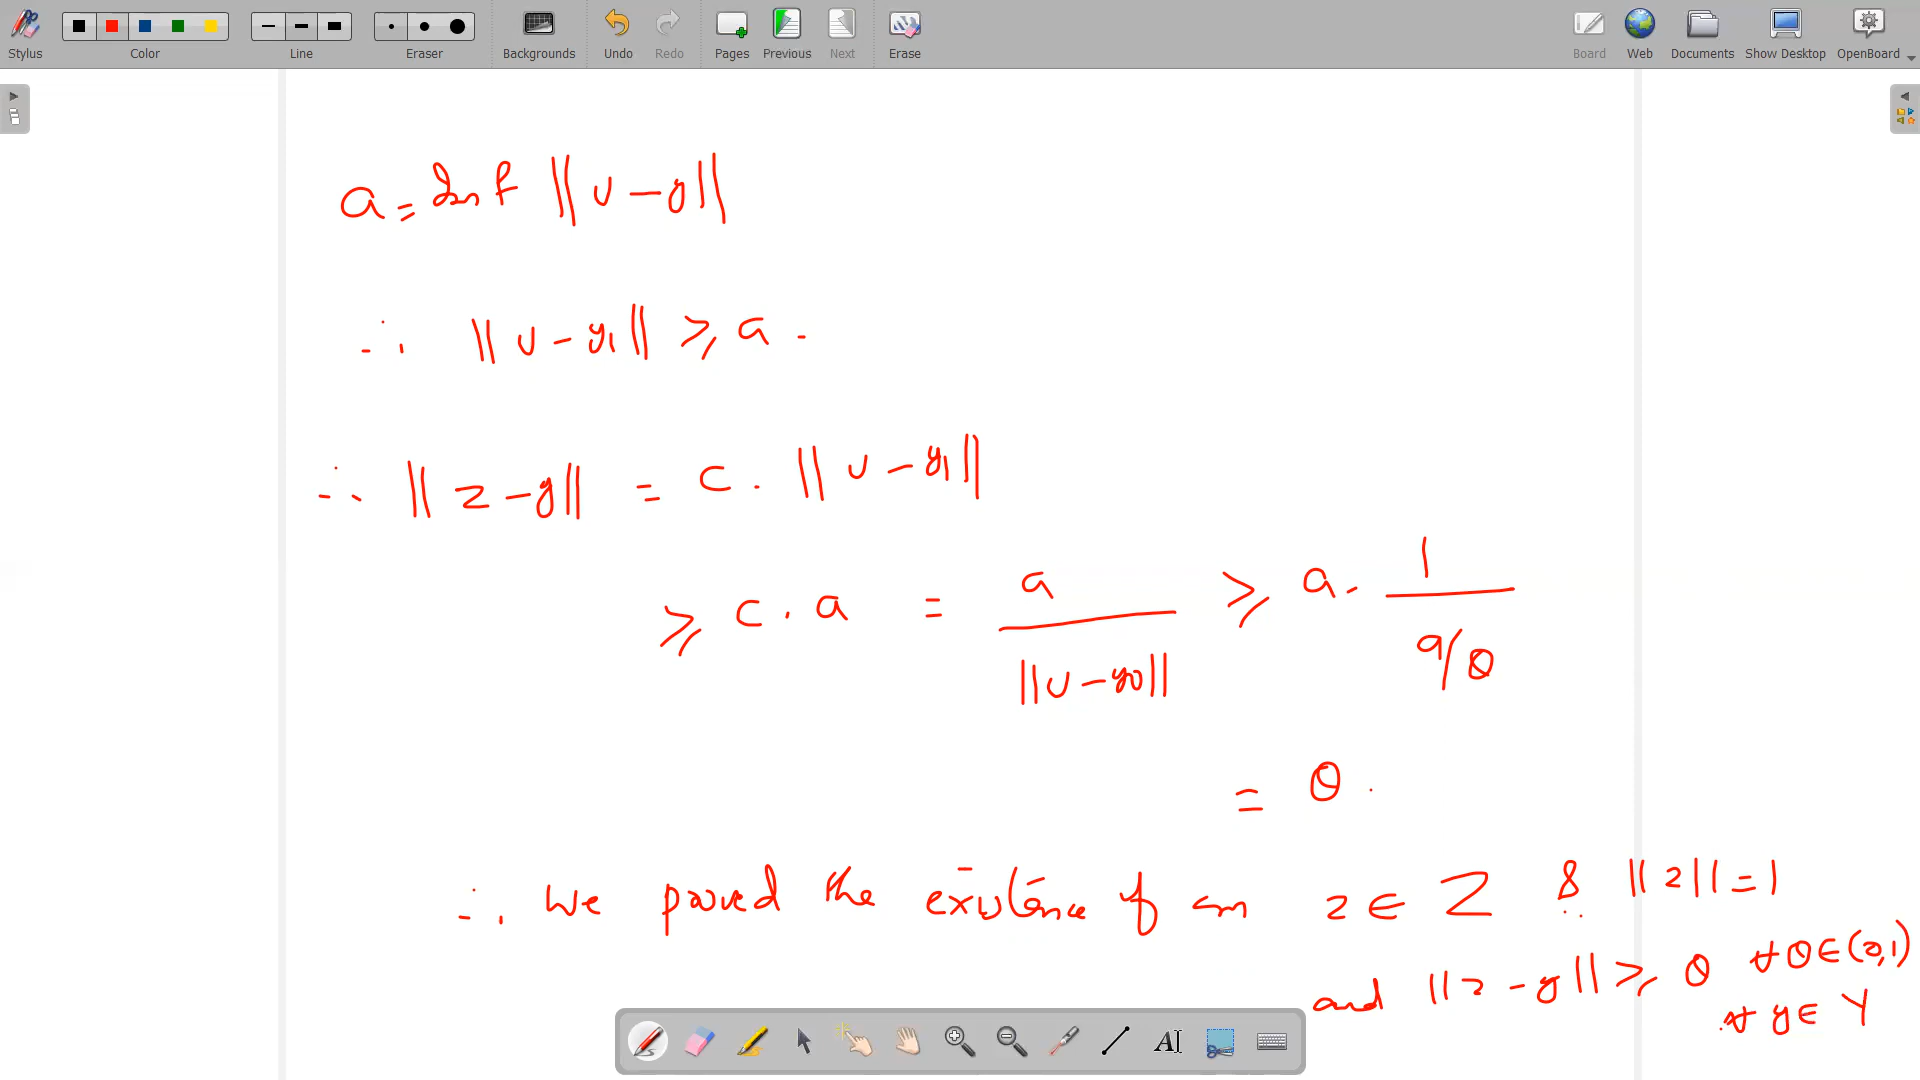 Stylus Color Line Eraser Backgrounds Undo Redo Pages Previous Next Erase Board Web Documents Show Desktop OpenBoard
a = Inf ||v - y||
∴ ||v - y₁|| ⩾ a .
∴ ||z - y|| = c . ||v - y₁||
⩾ c . a = a / ||v - y₀|| ⩾ a . 1 / (a/θ)
= θ .
∴ We proved the existence of an z ∈ Z & ||z|| = 1
and ||z - y|| ⩾ θ ∀ θ ∈ (0,1)
∀ y ∈ Y